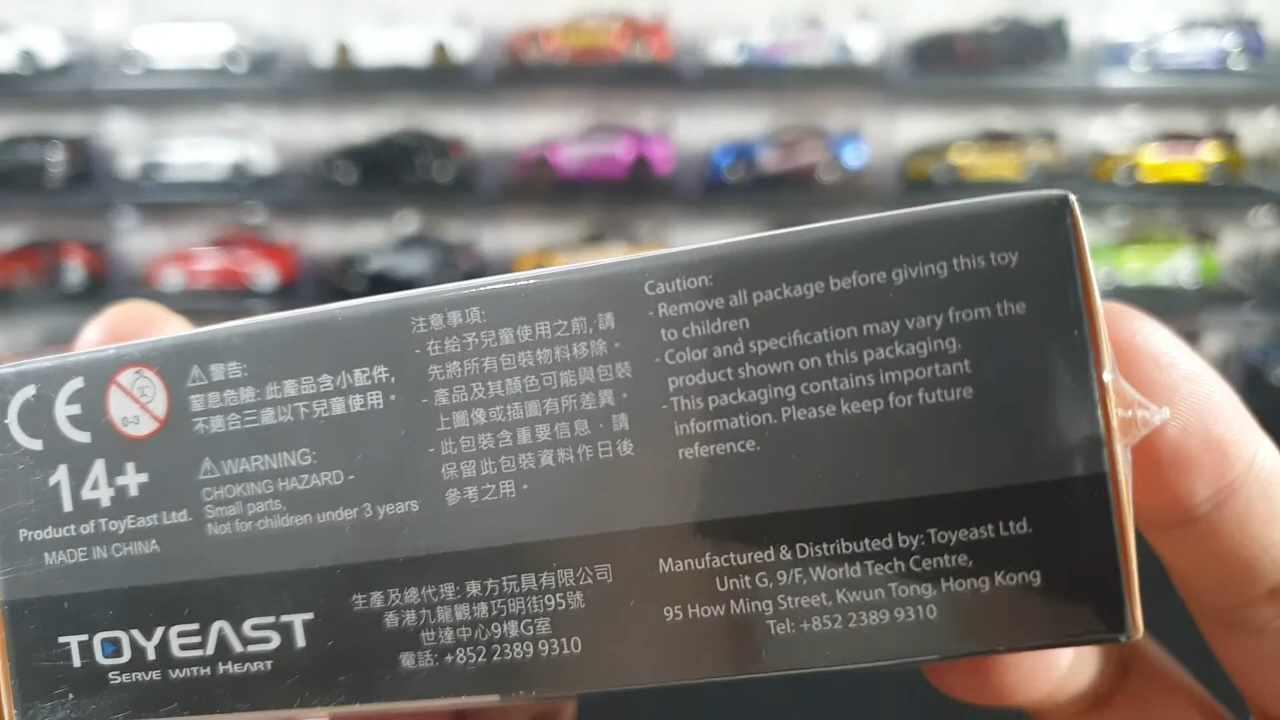 CE
0-3
14+
Product of ToyEast Ltd.
MADE IN CHINA
⚠警告:
窒息危險: 此產品含小配件,
不適合三歲以下兒童使用。
⚠WARNING:
CHOKING HAZARD -
Small parts,
Not for children under 3 years
注意事項:
- 在給予兒童使用之前, 請
先將所有包裝物料移除。
- 產品及其顏色可能與包裝
上圖像或插圖有所差異。
- 此包裝含重要信息，請
保留此包裝資料作日後
參考之用。
Caution:
- Remove all package before giving this toy
to children
- Color and specification may vary from the
product shown on this packaging.
- This packaging contains important
information. Please keep for future
reference.
TOYEAST
SERVE WITH HEART
生產及總代理: 東方玩具有限公司
香港九龍觀塘巧明街95號
世達中心9樓G室
電話: +852 2389 9310
Manufactured & Distributed by: Toyeast Ltd.
Unit G, 9/F, World Tech Centre,
95 How Ming Street, Kwun Tong, Hong Kong
Tel: +852 2389 9310